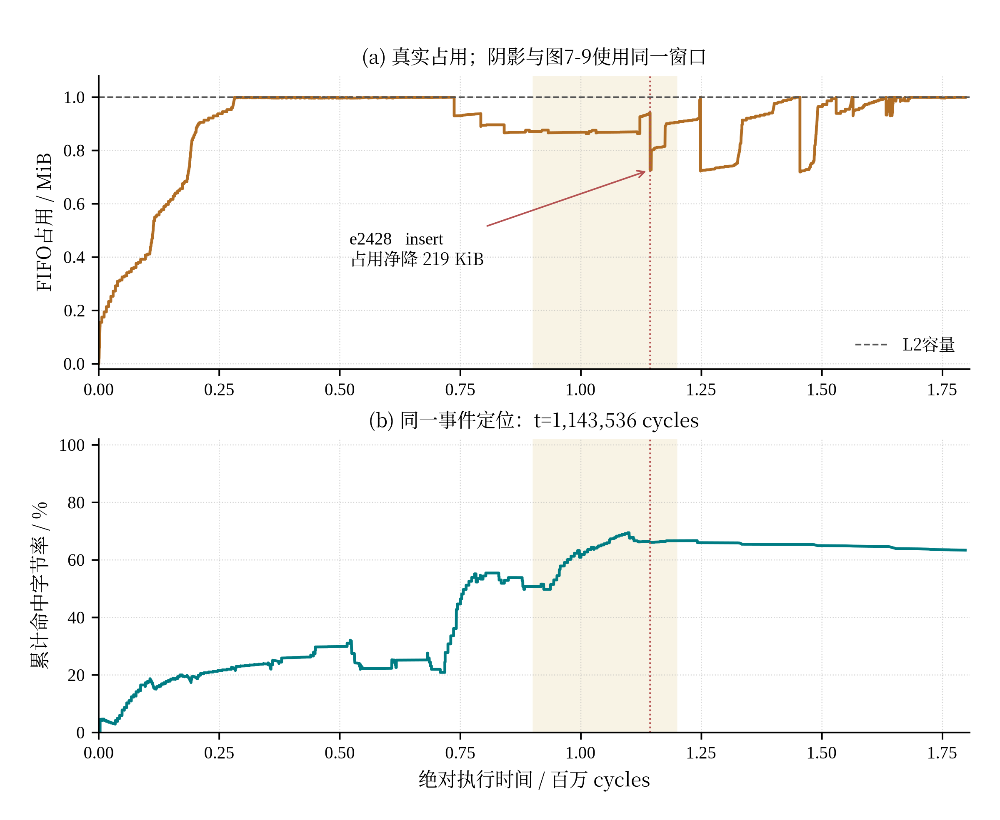 (a) 真实占用；阴影与图7-9使用同一窗口
FIFO占用 / MiB
1.0
0.8
0.6
0.4
0.2
0.0
e2428 insert
占用净降 219 KiB
L2容量
0.00 0.25 0.50 0.75 1.00 1.25 1.50 1.75
(b) 同一事件定位：t=1,143,536 cycles
累计命中字节率 / %
100
80
60
40
20
0
0.00 0.25 0.50 0.75 1.00 1.25 1.50 1.75
绝对执行时间 / 百万 cycles